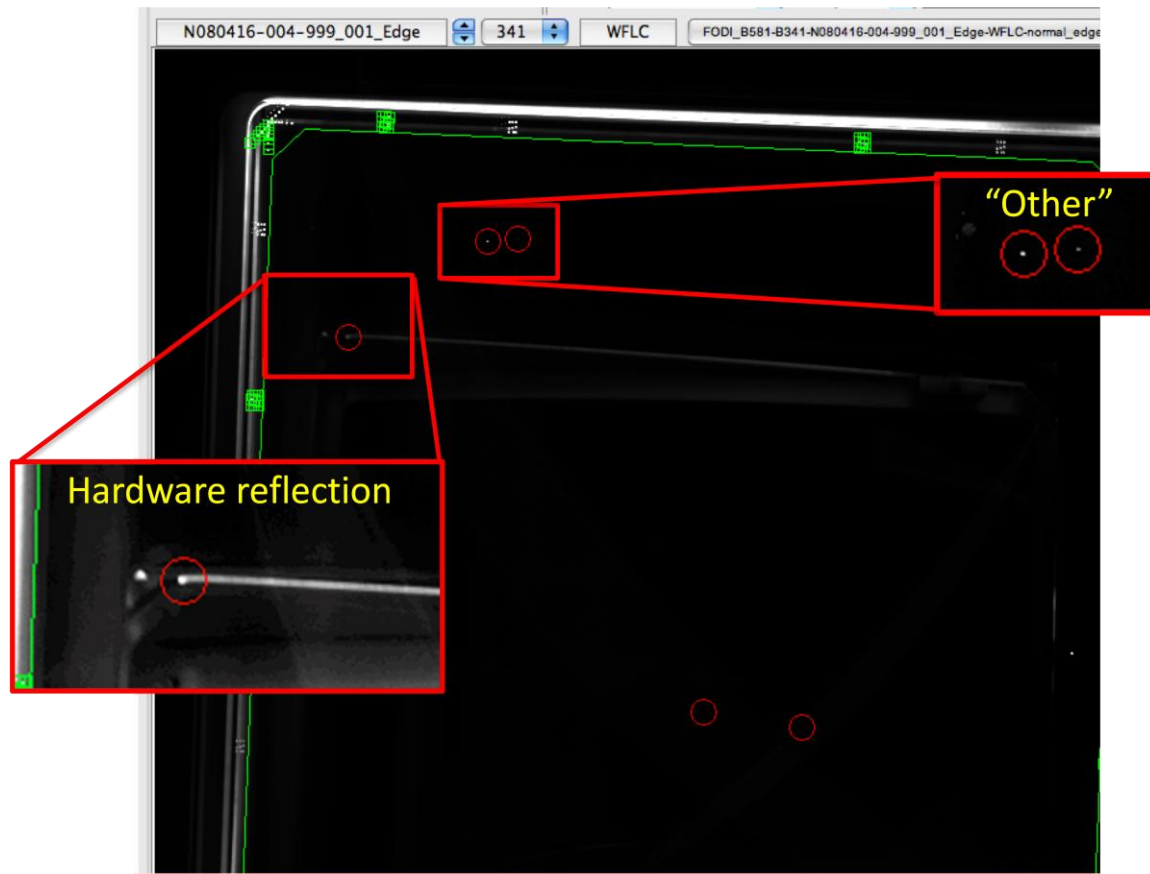 N080416-004-999_001_Edge
341
WFLC
FODI_B581-B341-N080416-004-999_001_Edge-WFLC-normal_edge
“Other”
Hardware reflection